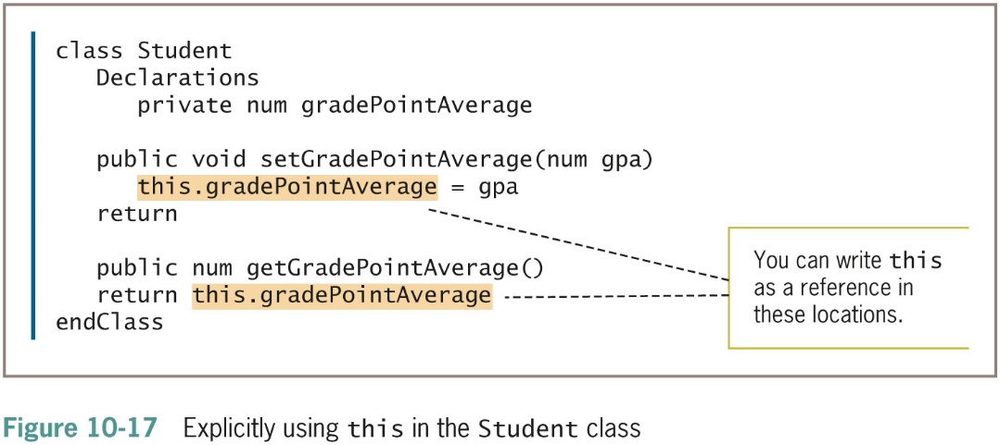 class Student
Declarations
private num gradePointAverage
public void setGradePointAverage(num gpa)
this.gradePointAverage = gpa
return
public num getGradePointAverage()
return this.gradePointAverage
endClass
You can write this
as a reference in
these locations.
Figure 10-17 Explicitly using this in the Student class